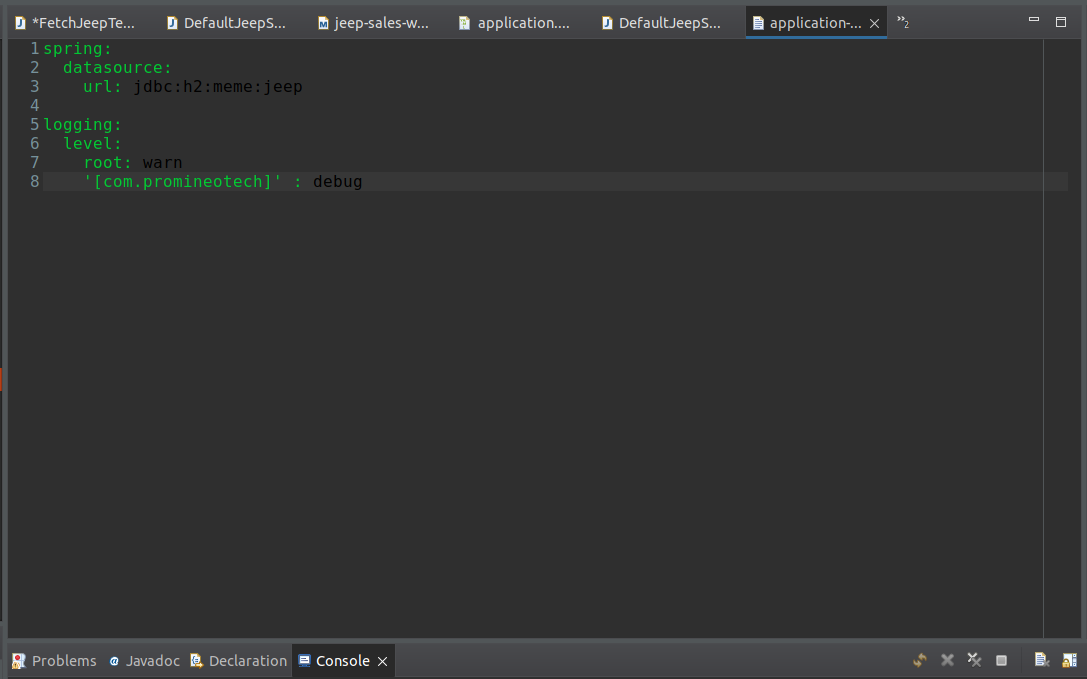 *FetchJeepTe... DefaultJeepS... jeep-sales-w... application.... DefaultJeepS... application-... »2
1 spring:
2   datasource:
3     url: jdbc:h2:meme:jeep
4
5 logging:
6   level:
7     root: warn
8     '[com.promineotech]' : debug
Problems Javadoc Declaration Console